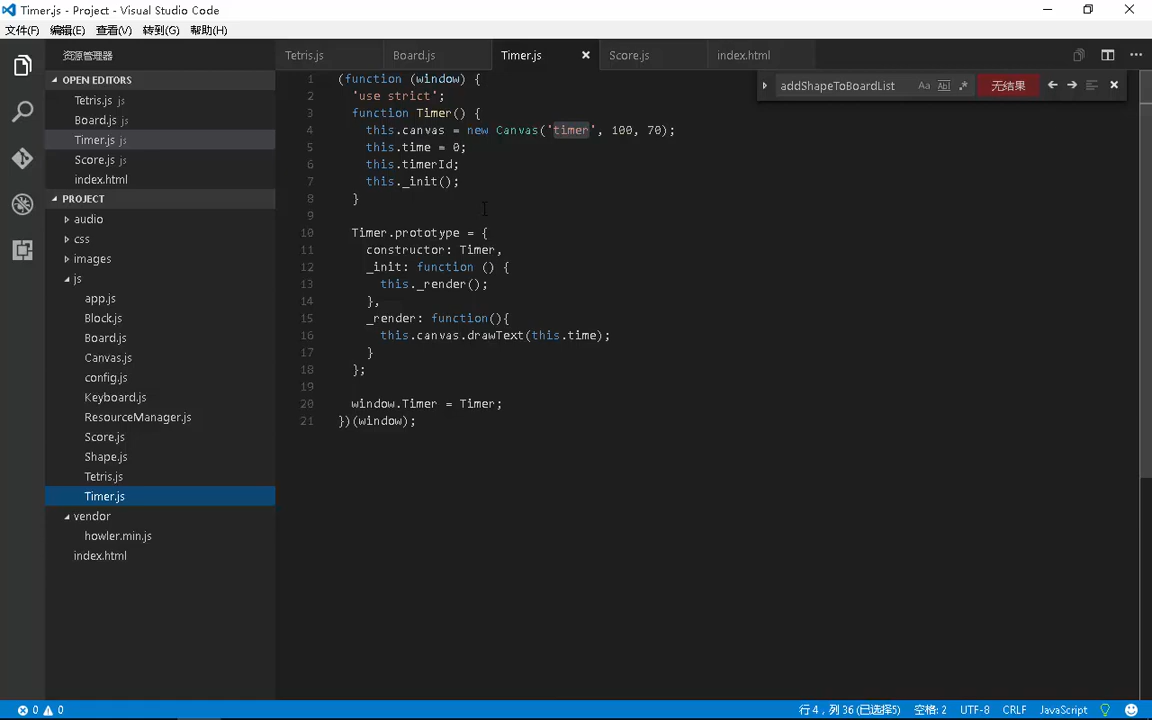 Timer.js - Project - Visual Studio Code
文件(F) 编辑(E) 查看(V) 转到(G) 帮助(H)
资源管理器
OPEN EDITORS
Tetris.js js
Board.js js
Timer.js js
Score.js js
index.html
PROJECT
audio
css
images
js
app.js
Block.js
Board.js
Canvas.js
config.js
Keyboard.js
ResourceManager.js
Score.js
Shape.js
Tetris.js
Timer.js
vendor
howler.min.js
index.html
Tetris.js Board.js Timer.js Score.js index.html
addShapeToBoardList Aa Abl .* 无结果
1 (function (window) {
2 'use strict';
3 function Timer() {
4 this.canvas = new Canvas('timer', 100, 70);
5 this.time = 0;
6 this.timerId;
7 this._init();
8 }
9
10 Timer.prototype = {
11 constructor: Timer,
12 _init: function () {
13 this._render();
14 },
15 _render: function(){
16 this.canvas.drawText(this.time);
17 }
18 };
19
20 window.Timer = Timer;
21 })(window);
0 0 行 4，列 36 (已选择5) 空格: 2 UTF-8 CRLF JavaScript